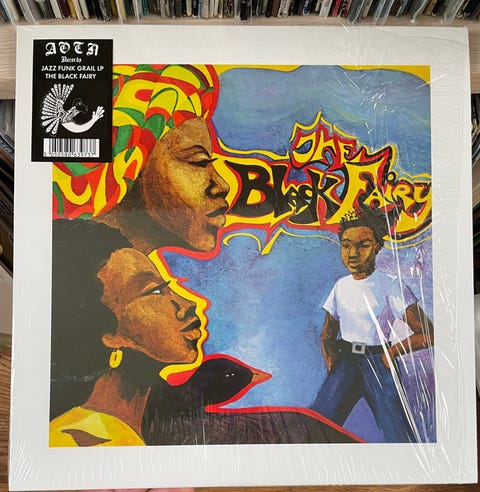 AOTN
Records
JAZZ FUNK GRAIL LP
THE BLACK FAIRY
THE
BLACK FAIRY